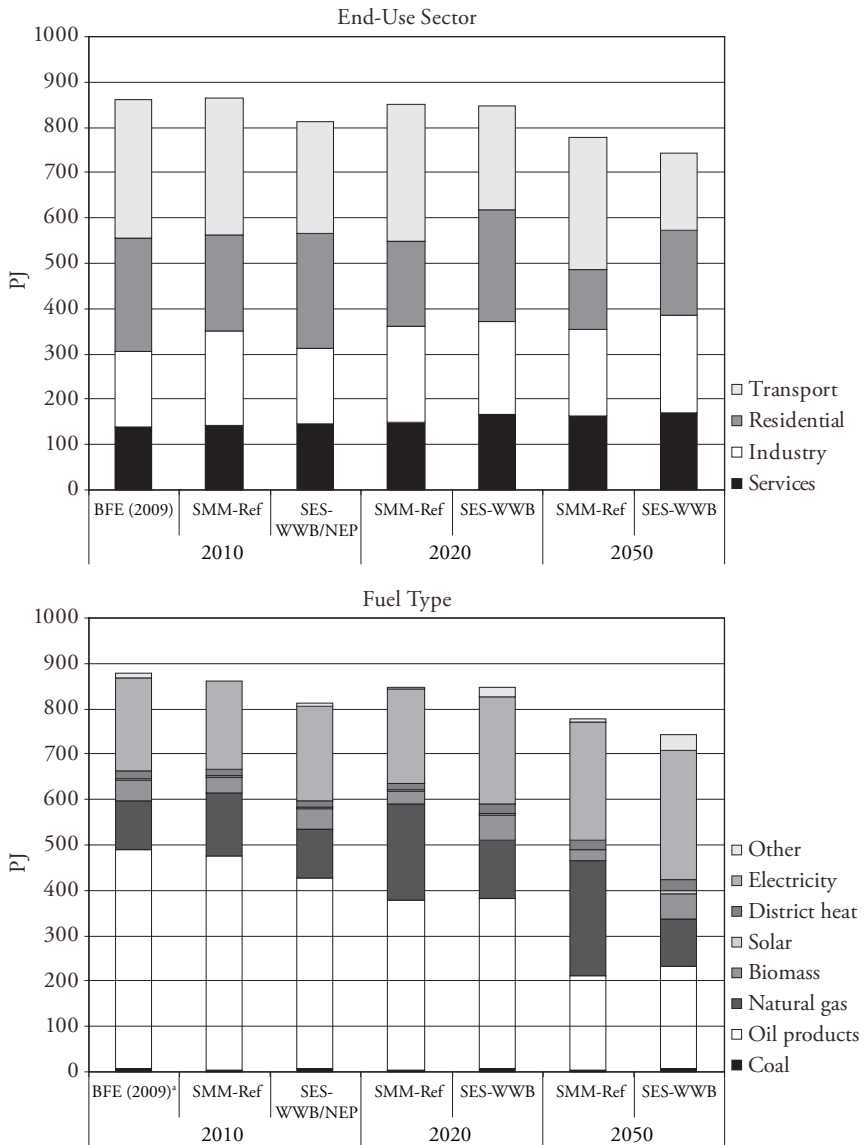 End-Use Sector
1000
900
800
700
600
500
400
300
200
100
0
PJ
Transport
Residential
Industry
Services
BFE (2009)
SMM-Ref
SES-
WWB/NEP
SMM-Ref
SES-WWB
SMM-Ref
SES-WWB
2010
2020
2050
Fuel Type
1000
900
800
700
600
500
400
300
200
100
0
PJ
Other
Electricity
District heat
Solar
Biomass
Natural gas
Oil products
Coal
BFE (2009)ª
SMM-Ref
SES-
WWB/NEP
SMM-Ref
SES-WWB
SMM-Ref
SES-WWB
2010
2020
2050